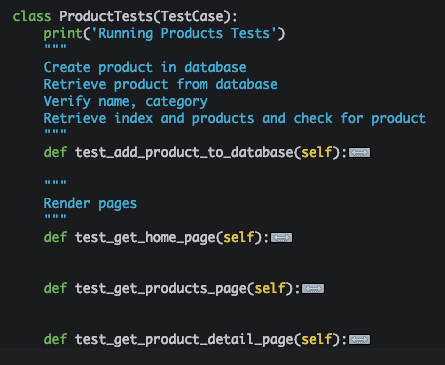 class ProductTests(TestCase):
print('Running Products Tests')
"""
Create product in database
Retrieve product from database
Verify name, category
Retrieve index and products and check for product
"""
def test_add_product_to_database(self):
"""
Render pages
"""
def test_get_home_page(self):
def test_get_products_page(self):
def test_get_product_detail_page(self):